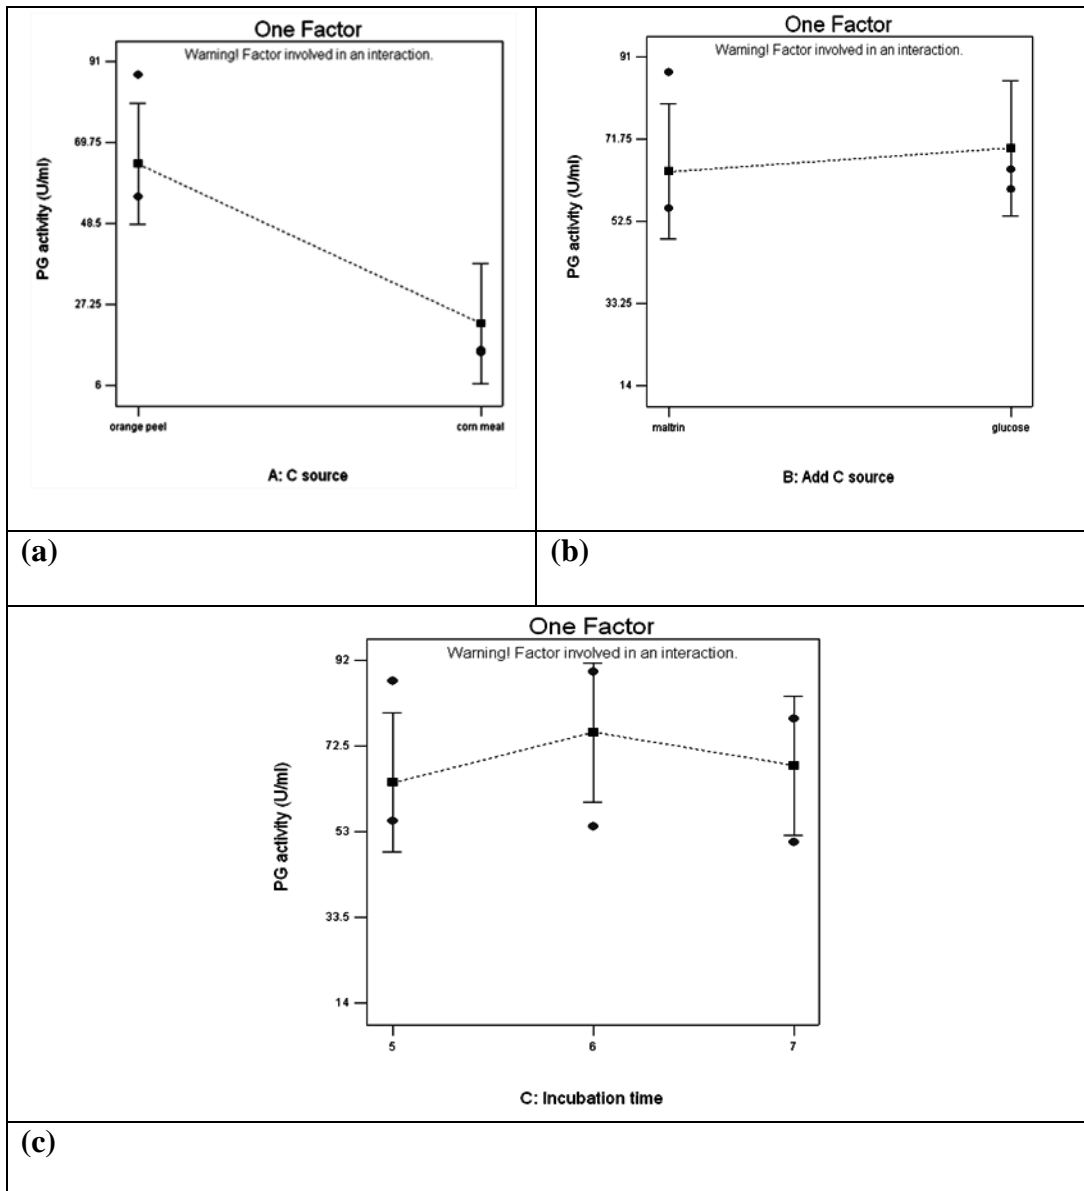 One Factor
Warning! Factor involved in an interaction.
91
69.75
48.5
27.25
6
PG activity (U/ml)
orange peel corn meal
A: C source
One Factor
Warning! Factor involved in an interaction.
91
71.75
52.5
33.25
14
PG activity (U/ml)
maltrin glucose
B: Add C source
(a)
(b)
One Factor
Warning! Factor involved in an interaction.
92
72.5
53
33.5
14
PG activity (U/ml)
5 6 7
C: Incubation time
(c)